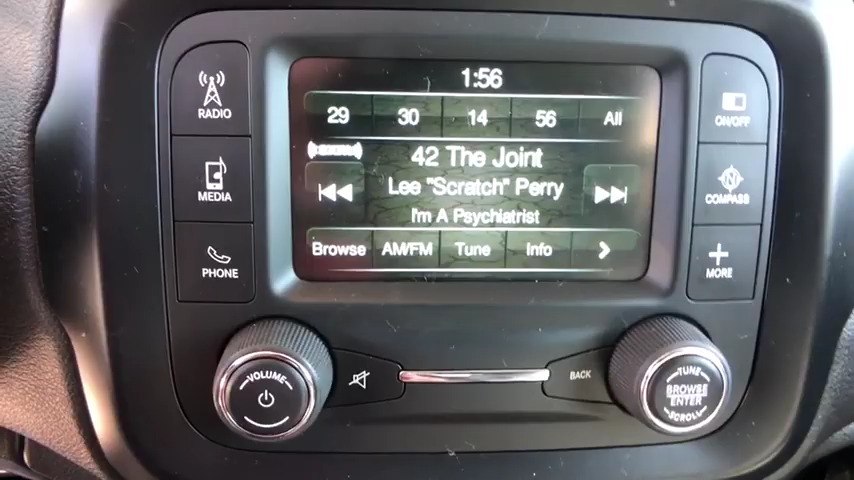 1:56
29 30 14 56 All
42 The Joint
Lee "Scratch" Perry
I'm A Psychiatrist
Browse AM/FM Tune Info >
RADIO
MEDIA
PHONE
ON/OFF
N
COMPASS
MORE
VOLUME
BACK
TUNE
BROWSE
ENTER
SCROLL